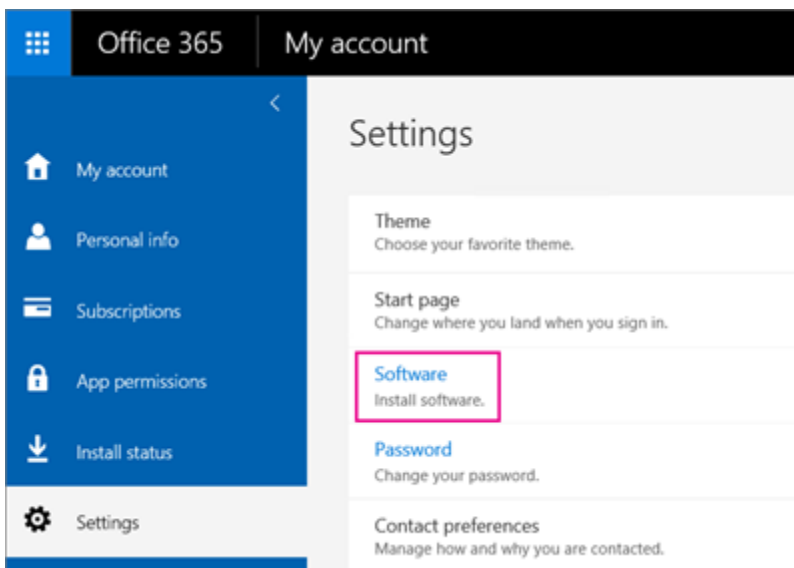 Office 365
My account
My account
Personal info
Subscriptions
App permissions
Install status
Settings
Settings
Theme
Choose your favorite theme.
Start page
Change where you land when you sign in.
Software
Install software.
Password
Change your password.
Contact preferences
Manage how and why you are contacted.